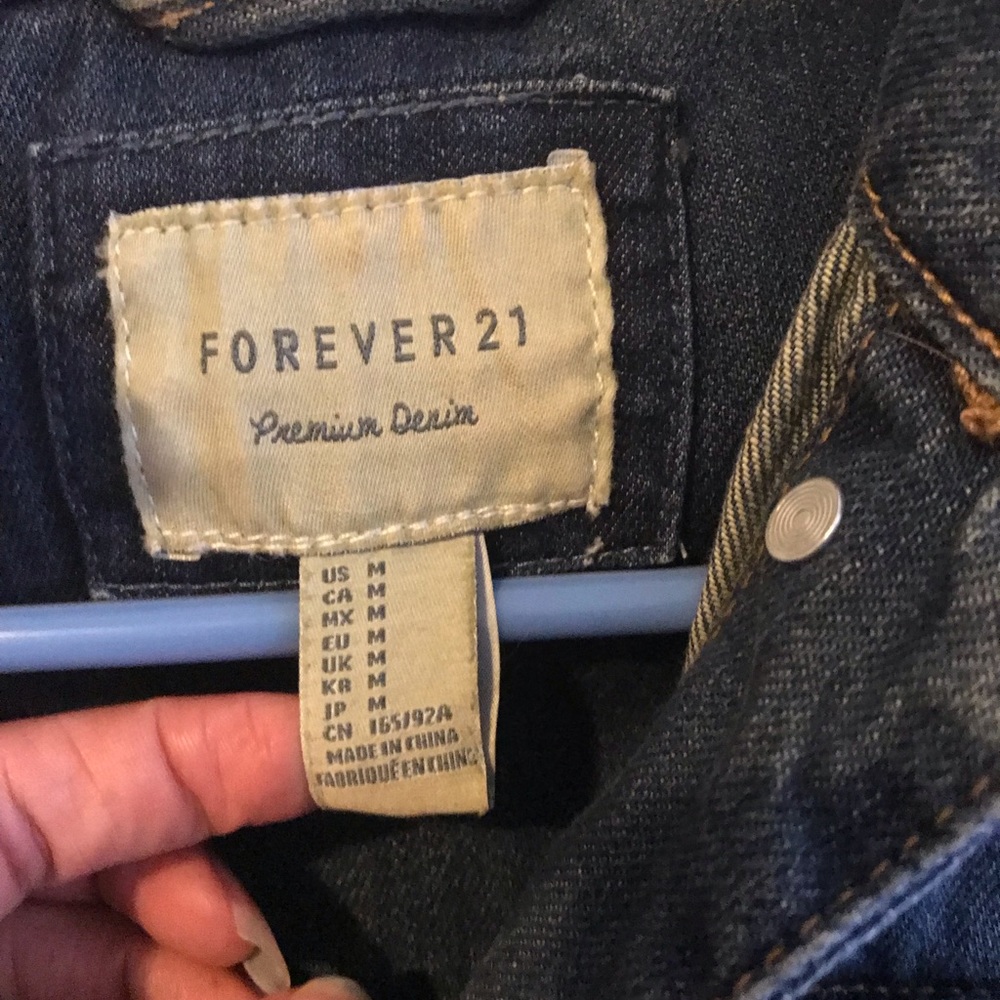 FOREVER 21
Premium Denim
US M
CA M
MX M
EU M
UK M
KR M
JP M
CN 165/92A
MADE IN CHINA
FABRIQUÉ EN CHINE